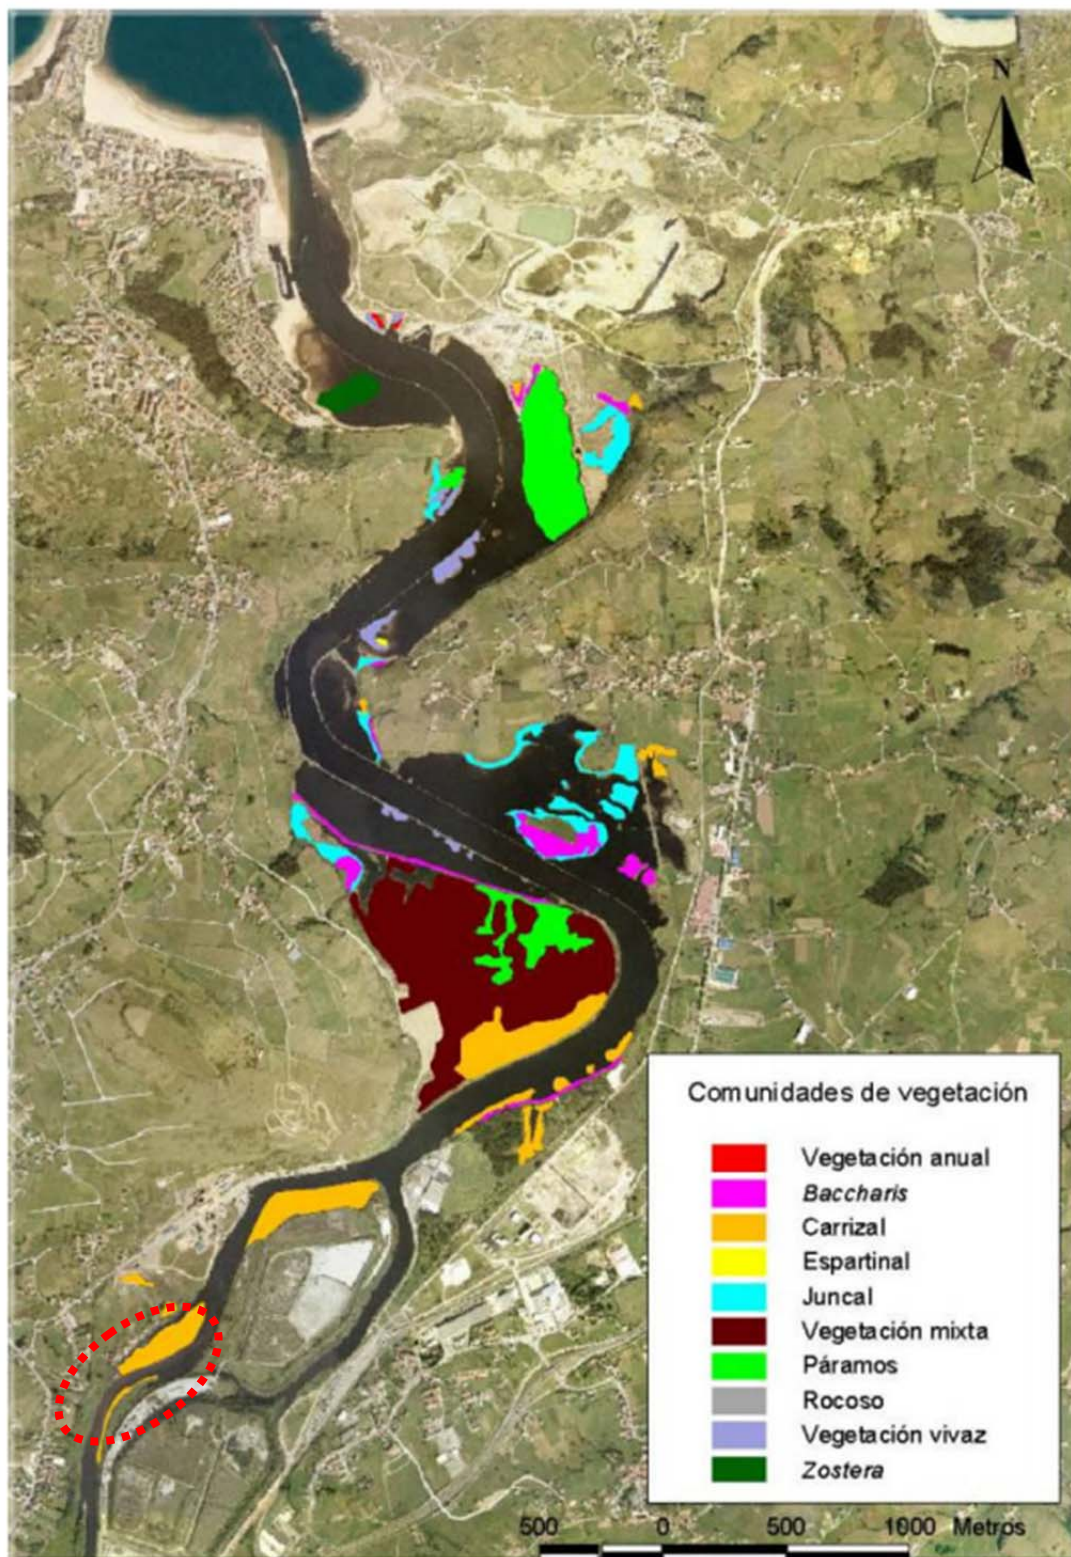 N
Comunidades de vegetación
Vegetación anual
Baccharis
Carrizal
Espartinal
Juncal
Vegetación mixta
Páramos
Rocoso
Vegetación vivaz
Zostera
500 0 500 1000 Metros